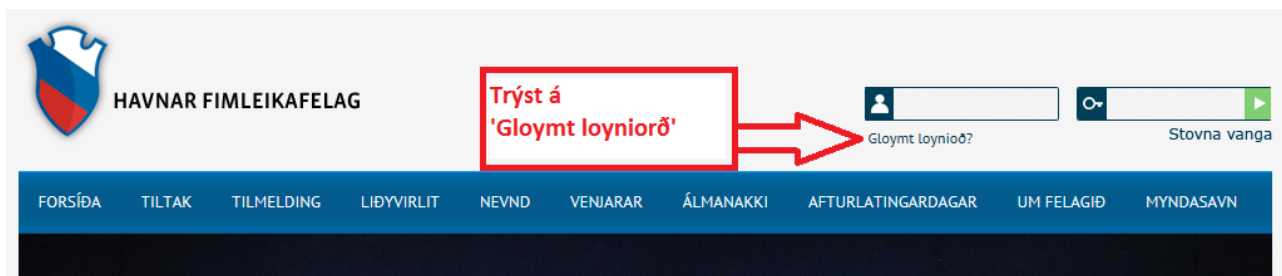 HAVNAR FIMLEIKAFELAG
Trýst á
'Gloymt loyniorð'
Gloymt loynioð?
Stovna vanga
FORSÍÐA TILTAK TILMELDING LIÐYVIRLIT NEVND VENJARAR ÁLMANAKKI AFTURLATINGARDAGAR UM FELAGIÐ MYNDASAVN